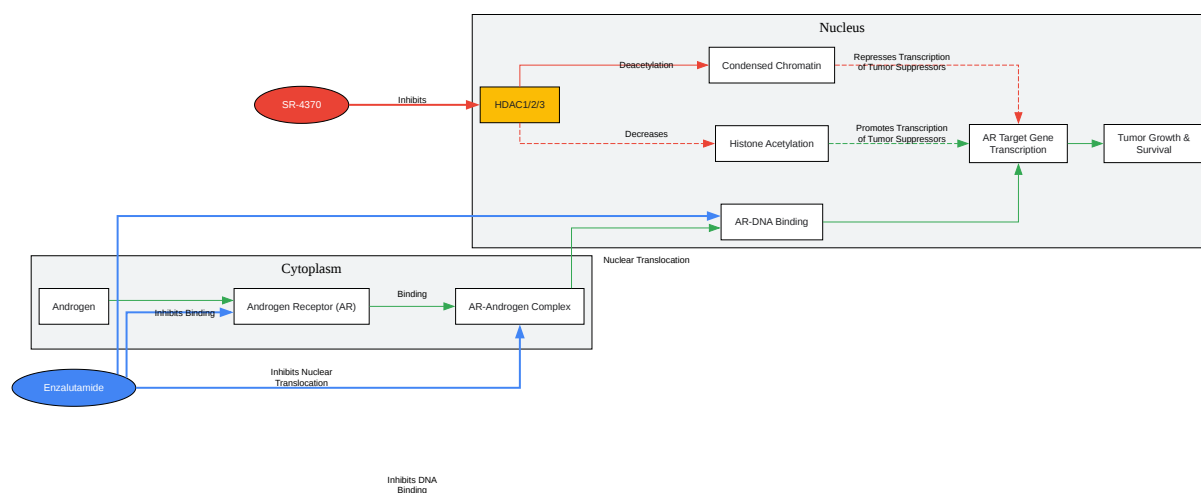 Nucleus
Deacetylation
Condensed Chromatin
Represses Transcription
of Tumor Suppressors
SR-4370
Inhibits
HDAC1/2/3
Decreases
Histone Acetylation
Promotes Transcription
of Tumor Suppressors
AR Target Gene
Transcription
Tumor Growth &
Survival
AR-DNA Binding
Nuclear Translocation
Cytoplasm
Androgen
Inhibits Binding
Androgen Receptor (AR)
Binding
AR-Androgen Complex
Enzalutamide
Inhibits Nuclear
Translocation
Inhibits DNA
Binding